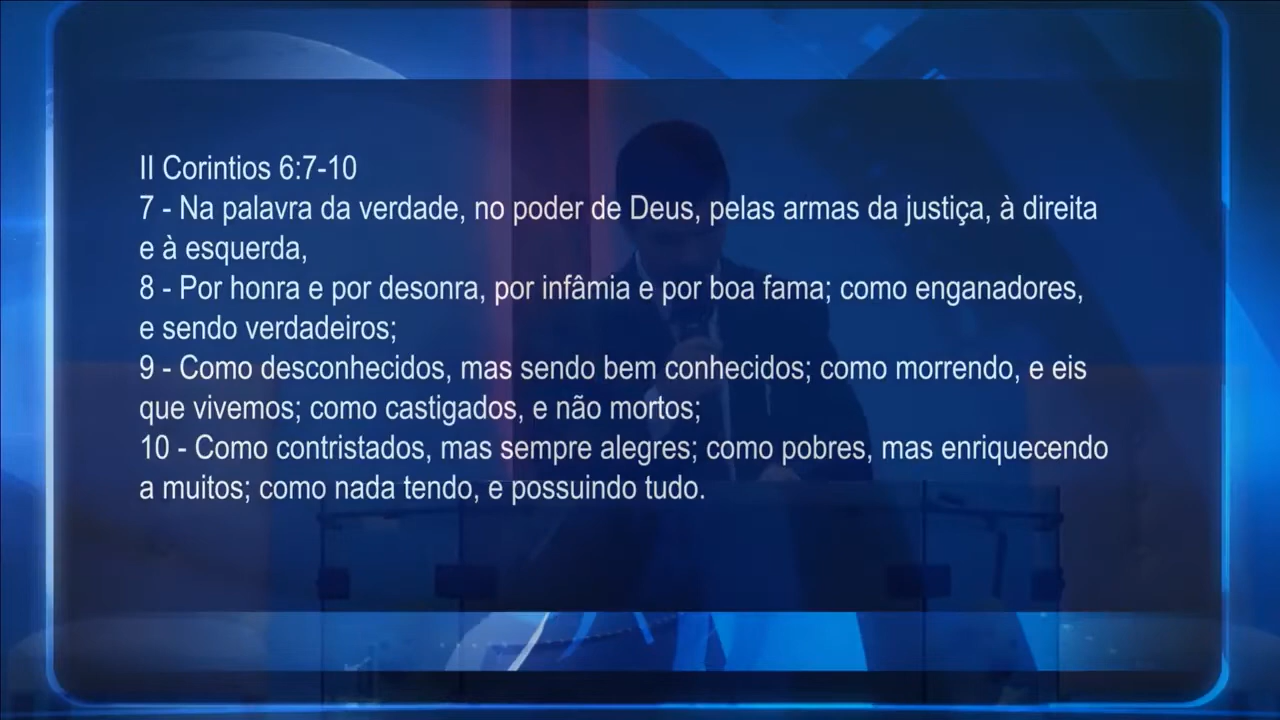 II Corintios 6:7-10
7 - Na palavra da verdade, no poder de Deus, pelas armas da justiça, à direita
e à esquerda,
8 - Por honra e por desonra, por infâmia e por boa fama; como enganadores,
e sendo verdadeiros;
9 - Como desconhecidos, mas sendo bem conhecidos; como morrendo, e eis
que vivemos; como castigados, e não mortos;
10 - Como contristados, mas sempre alegres; como pobres, mas enriquecendo
a muitos; como nada tendo, e possuindo tudo.